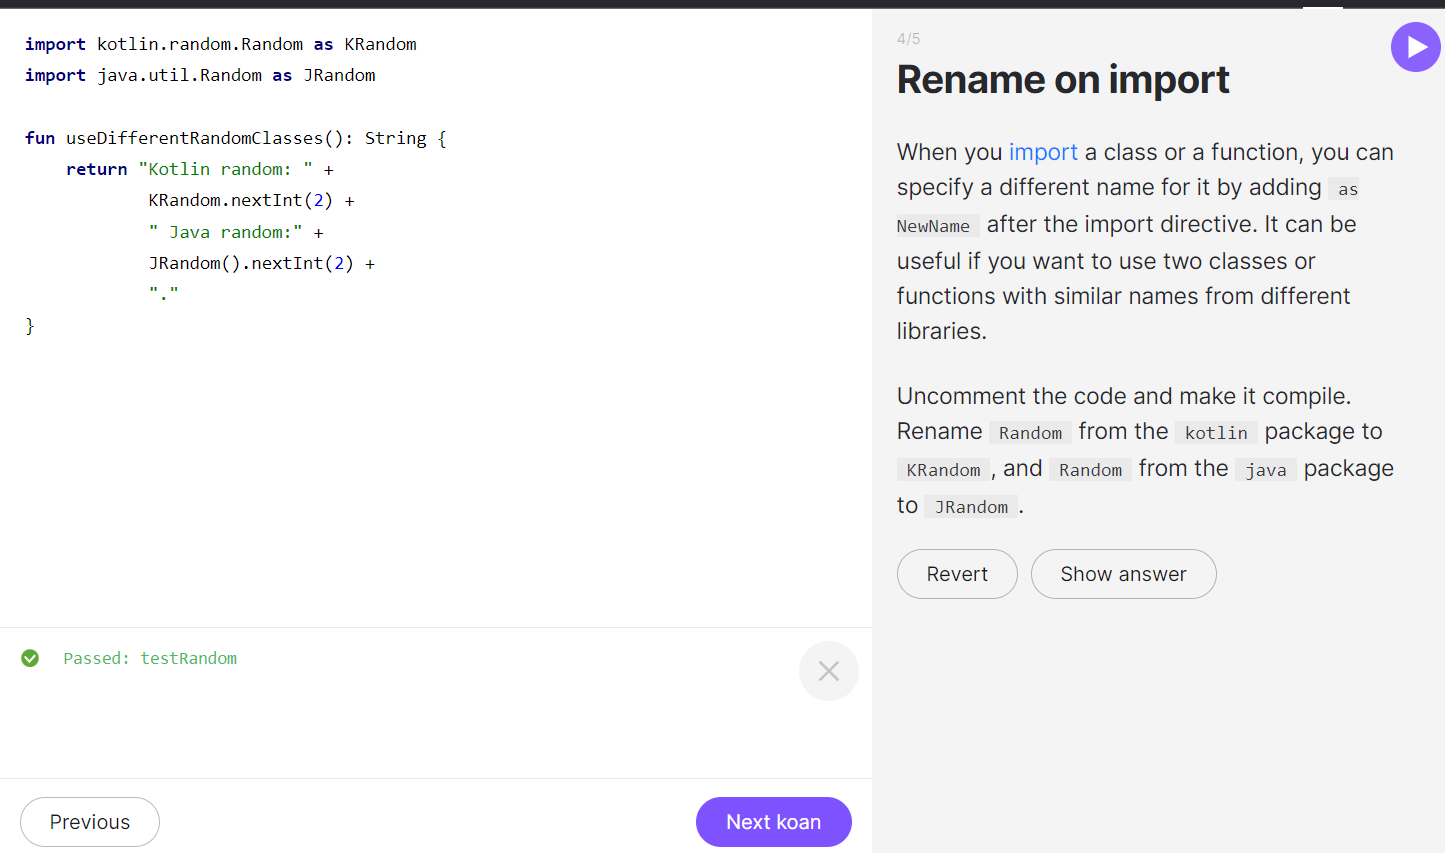 import kotlin.random.Random as KRandom
import java.util.Random as JRandom
fun useDifferentRandomClasses(): String {
    return "Kotlin random: " +
            KRandom.nextInt(2) +
            " Java random:" +
            JRandom().nextInt(2) +
            "."
}
Passed: testRandom
Previous
Next koan
4/5
Rename on import
When you import a class or a function, you can
specify a different name for it by adding as
NewName after the import directive. It can be
useful if you want to use two classes or
functions with similar names from different
libraries.
Uncomment the code and make it compile.
Rename Random from the kotlin package to
KRandom , and Random from the java package
to JRandom .
Revert
Show answer